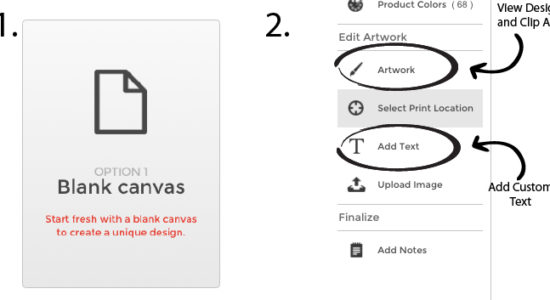 1.
OPTION 1
Blank canvas
Start fresh with a blank canvas
to create a unique design.
2.
Product Colors (68)
Edit Artwork
Artwork
Select Print Location
T Add Text
Upload Image
Finalize
Add Notes
View Desig
and Clip A
Add Custom
Text